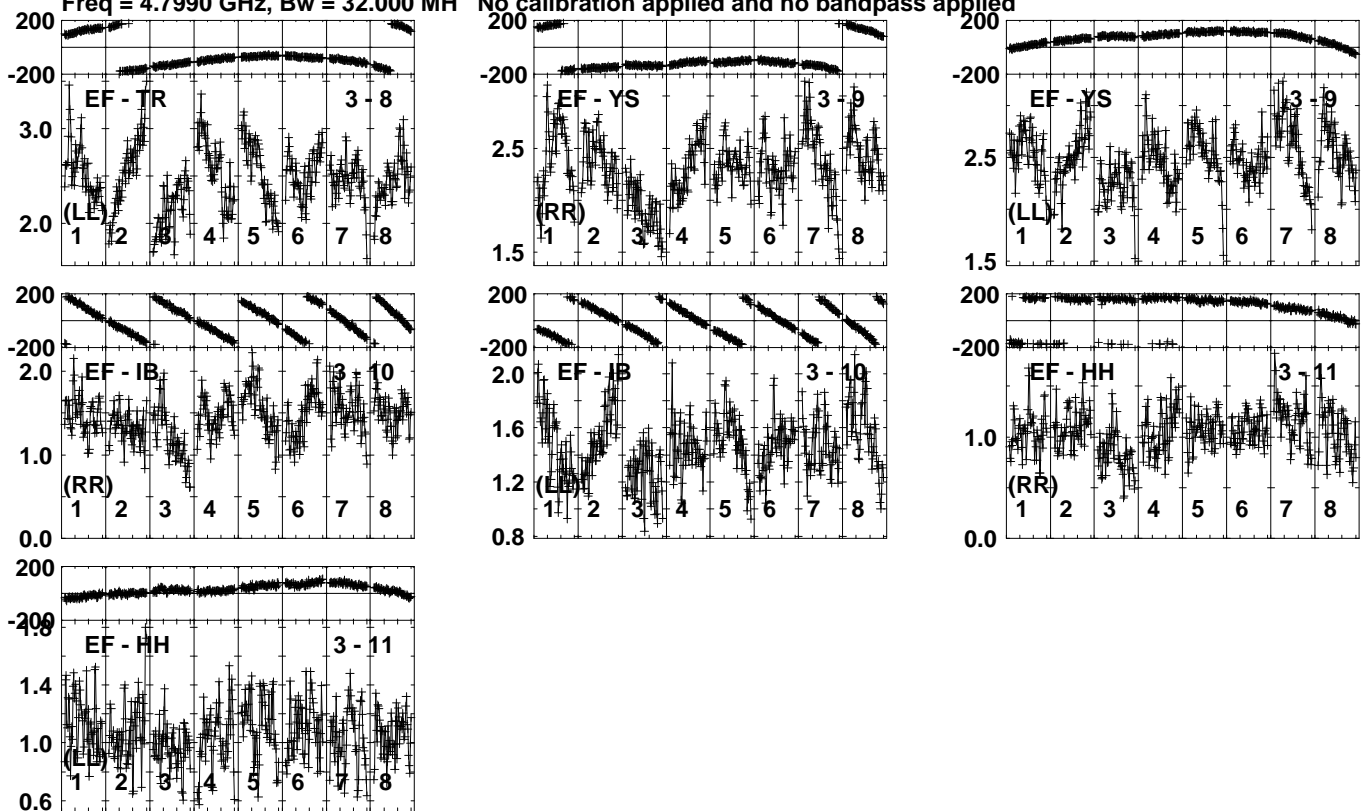 Freq = 4.7990 GHz, Bw = 32.000 MH No calibration applied and no bandpass applied
200
-200
EF - TR 3 - 8
3.0
2.0
(LL)
1 2 3 4 5 6 7 8
200
-200
EF - YS 3 - 9
2.5
1.5
(RR)
1 2 3 4 5 6 7 8
200
-200
EF - YS 3 - 9
2.5
1.5
(LL)
1 2 3 4 5 6 7 8
200
-200
EF - IB 3 - 10
2.0
1.0
0.0
(RR)
1 2 3 4 5 6 7 8
200
-200
EF - IB 3 - 10
2.0
1.6
1.2
0.8
(LL)
1 2 3 4 5 6 7 8
200
-200
EF - HH 3 - 11
1.0
0.0
(RR)
1 2 3 4 5 6 7 8
200
-200
1.8
EF - HH 3 - 11
1.4
1.0
0.6
(LL)
1 2 3 4 5 6 7 8